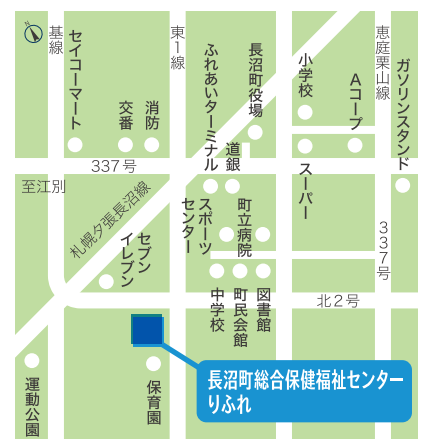 基線
セイコーマート
交番
消防
東1線
ふれあいターミナル
道銀
長沼町役場
小学校
Aコープ
恵庭栗山線
ガソリンスタンド
スーパー
337号
至江別
札幌夕張長沼線
セブン
イレブン
スポーツ
センター
町立病院
337号
中学校
町民会館
図書館
北2号
運動公園
保育園
長沼町総合保健福祉センター
りふれ